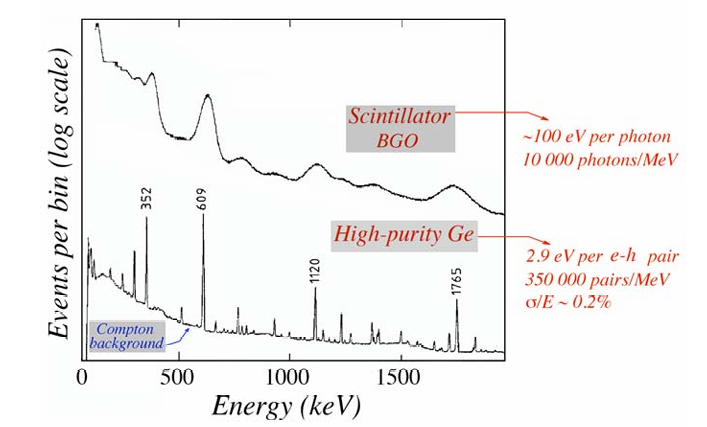 Events per bin (log scale)
Scintillator
BGO
~100 eV per photon
10 000 photons/MeV
352
609
High-purity Ge
2.9 eV per e-h pair
350 000 pairs/MeV
σ/E ~ 0.2%
1120
1765
Compton
background
0
500
1000
1500
Energy (keV)